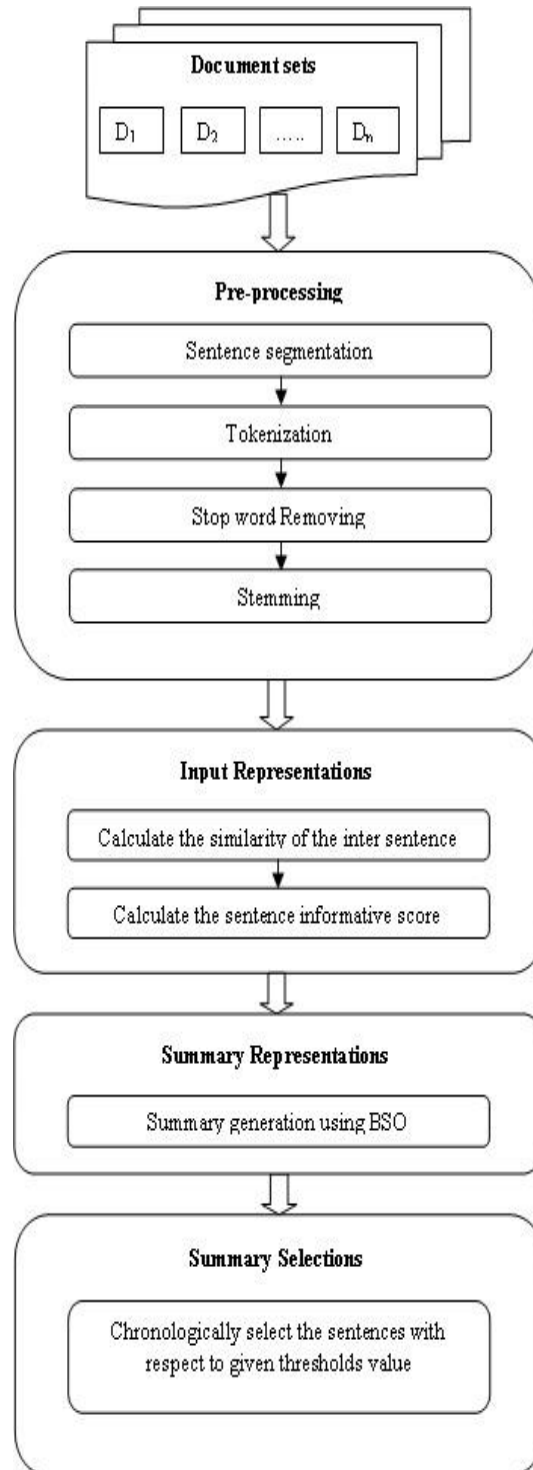 Document sets
D1 D2 ..... Dn
Pre-processing
Sentence segmentation
Tokenization
Stop word Removing
Stemming
Input Representations
Calculate the similarity of the inter sentence
Calculate the sentence informative score
Summary Representations
Summary generation using BSO
Summary Selections
Chronologically select the sentences with
respect to given thresholds value